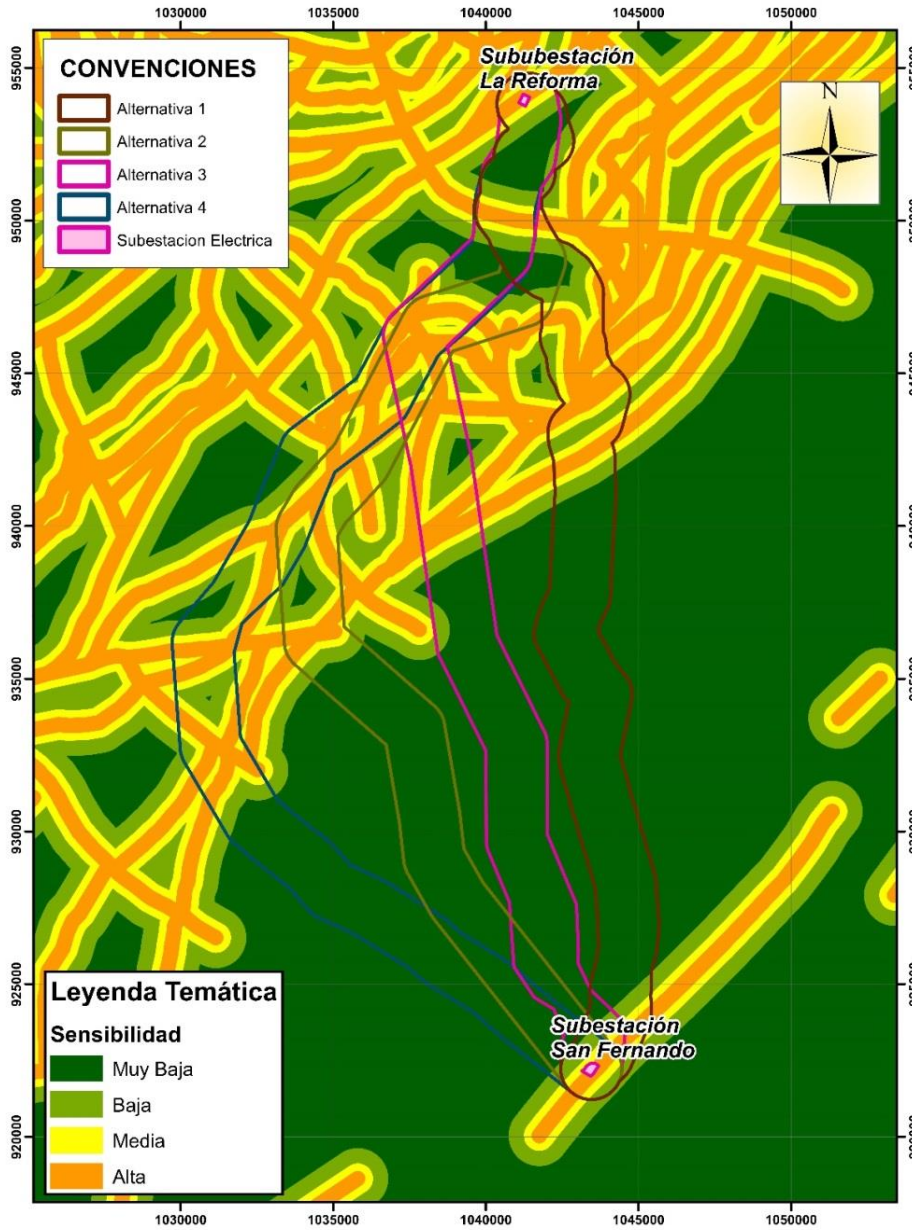 1030000 1035000 1040000 1045000 1050000
CONVENCIONES
Alternativa 1
Alternativa 2
Alternativa 3
Alternativa 4
Subestacion Electrica
Sububestación
La Reforma
N
955000
950000
945000
940000
935000
930000
925000
920000
Subestación
San Fernando
Leyenda Temática
Sensibilidad
Muy Baja
Baja
Media
Alta
1030000 1035000 1040000 1045000 1050000